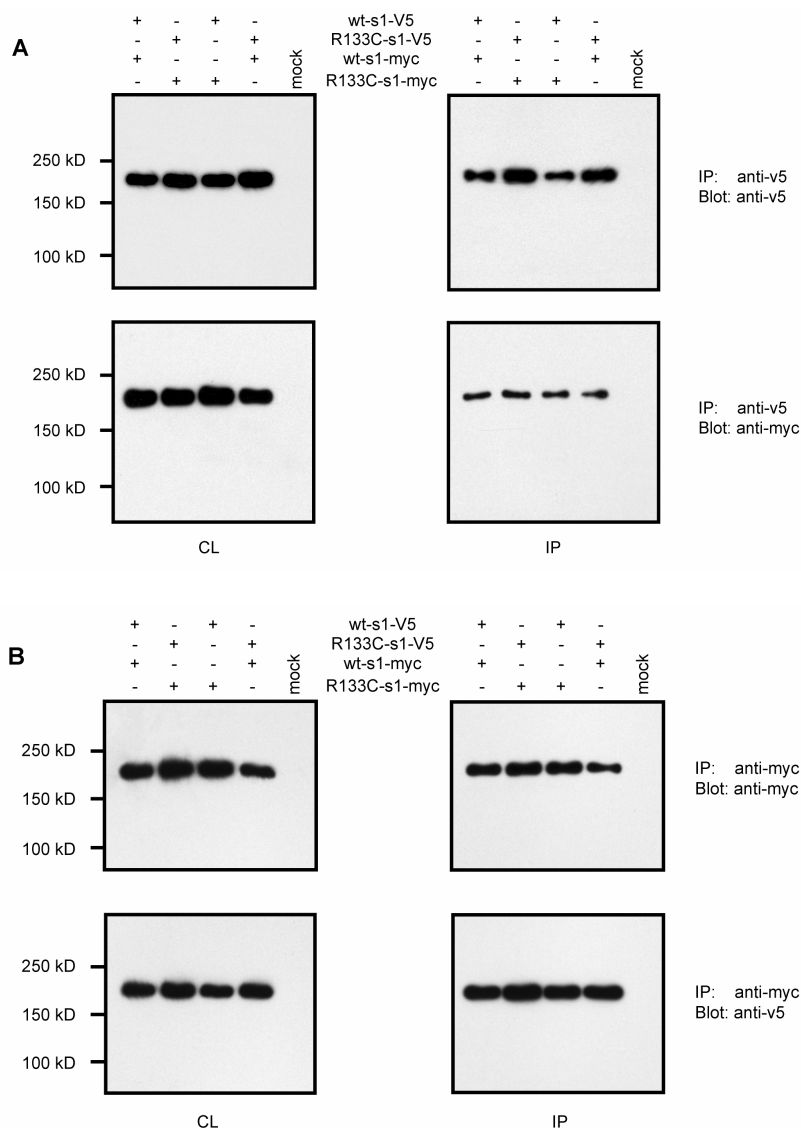 + - + - wt-s1-V5 + - + -
- + - + R133C-s1-V5 - + - +
A
+ - - + mock wt-s1-myc + - - + mock
- + + - R133C-s1-myc - + + -
250 kD
150 kD
100 kD
IP: anti-v5
Blot: anti-v5
250 kD
150 kD
100 kD
IP: anti-v5
Blot: anti-myc
CL IP
+ - + - wt-s1-V5 + - + -
- + - + R133C-s1-V5 - + - +
B
+ - - + mock wt-s1-myc + - - + mock
- + + - R133C-s1-myc - + + -
250 kD
150 kD
100 kD
IP: anti-myc
Blot: anti-myc
250 kD
150 kD
100 kD
IP: anti-myc
Blot: anti-v5
CL IP